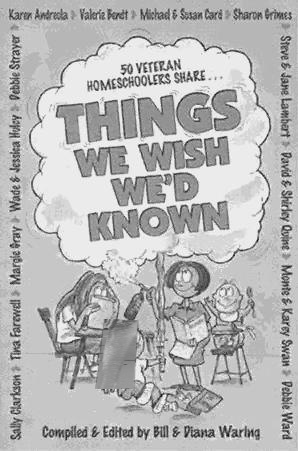 Karen Andreola Valerie Bendt Michael & Susan Card Sharon Grimes
50 VETERAN
HOMESCHOOLERS SHARE...
THINGS
WE WISH
WE'D
KNOWN
Sally Clarkson Tina Farewell Margie Gray Wade & Jessica Hulcy Debbie Strayer
Steve & Jane Lambert David & Shirley Quine Monte & Karey Swan Debbie Ward
Compiled & Edited by Bill & Diana Waring